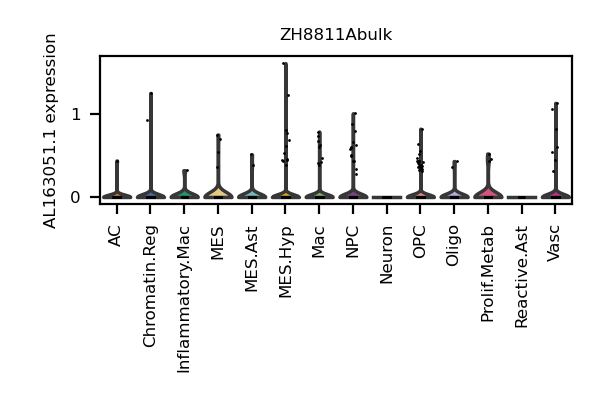 ZH8811Abulk
AL163051.1 expression
1
0
AC
Chromatin.Reg
Inflammatory.Mac
MES
MES.Ast
MES.Hyp
Mac
NPC
Neuron
OPC
Oligo
Prolif.Metab
Reactive.Ast
Vasc